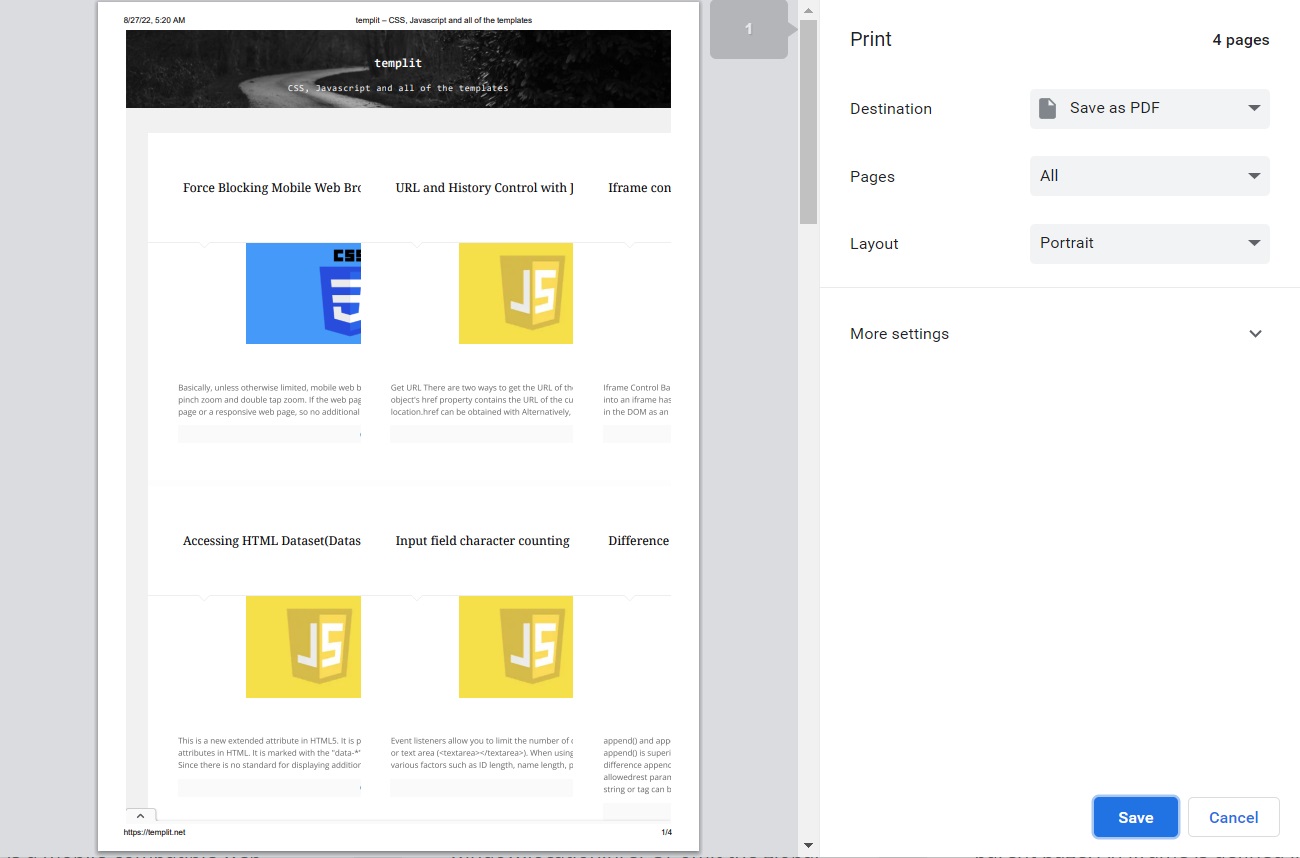 8/27/22, 5:20 AM
templit – CSS, Javascript and all of the templates
templit
CSS, Javascript and all of the templates
Force Blocking Mobile Web Bro
URL and History Control with J
Iframe con
CSS
JS
Basically, unless otherwise limited, mobile web b
pinch zoom and double tap zoom. If the web pag
page or a responsive web page, so no additional
Get URL There are two ways to get the URL of the
object's href property contains the URL of the cu
location.href can be obtained with Alternatively,
Iframe Control Ba
into an iframe has
in the DOM as an
Accessing HTML Dataset(Datas
Input field character counting
Difference
JS
JS
This is a new extended attribute in HTML5. It is p
attributes in HTML. It is marked with the "data-*"
Since there is no standard for displaying addition
Event listeners allow you to limit the number of c
or text area (<textarea></textarea>). When using
various factors such as ID length, name length, p
append() and app
append() is superi
difference append
allowedrest paran
string or tag can b
https://templit.net
1/4
1
Print
4 pages
Destination
Save as PDF
Pages
All
Layout
Portrait
More settings
Save
Cancel